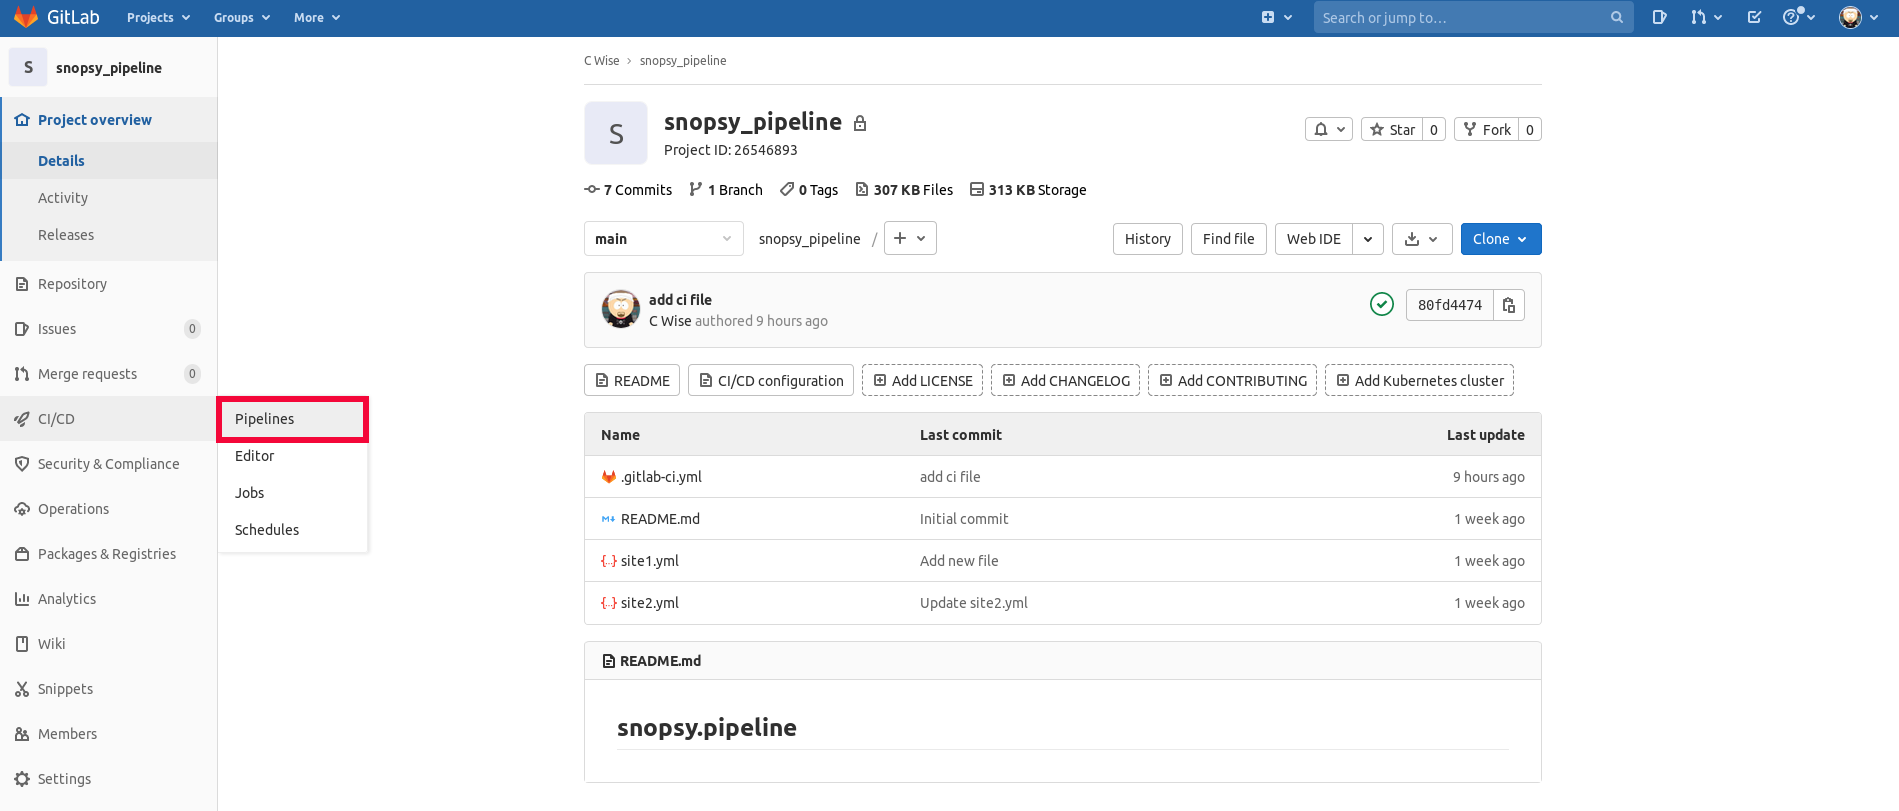 GitLab Projects Groups More Search or jump to...
S snopsy_pipeline
Project overview
Details
Activity
Releases
Repository
Issues 0
Merge requests 0
CI/CD
Security & Compliance
Operations
Packages & Registries
Analytics
Wiki
Snippets
Members
Settings
Pipelines
Editor
Jobs
Schedules
C Wise › snopsy_pipeline
S
snopsy_pipeline
Project ID: 26546893
Star 0 Fork 0
7 Commits 1 Branch 0 Tags 307 KB Files 313 KB Storage
main snopsy_pipeline / + History Find file Web IDE Clone
add ci file
C Wise authored 9 hours ago
80fd4474
README CI/CD configuration Add LICENSE Add CHANGELOG Add CONTRIBUTING Add Kubernetes cluster
Name Last commit Last update
.gitlab-ci.yml add ci file 9 hours ago
README.md Initial commit 1 week ago
site1.yml Add new file 1 week ago
site2.yml Update site2.yml 1 week ago
README.md
snopsy.pipeline